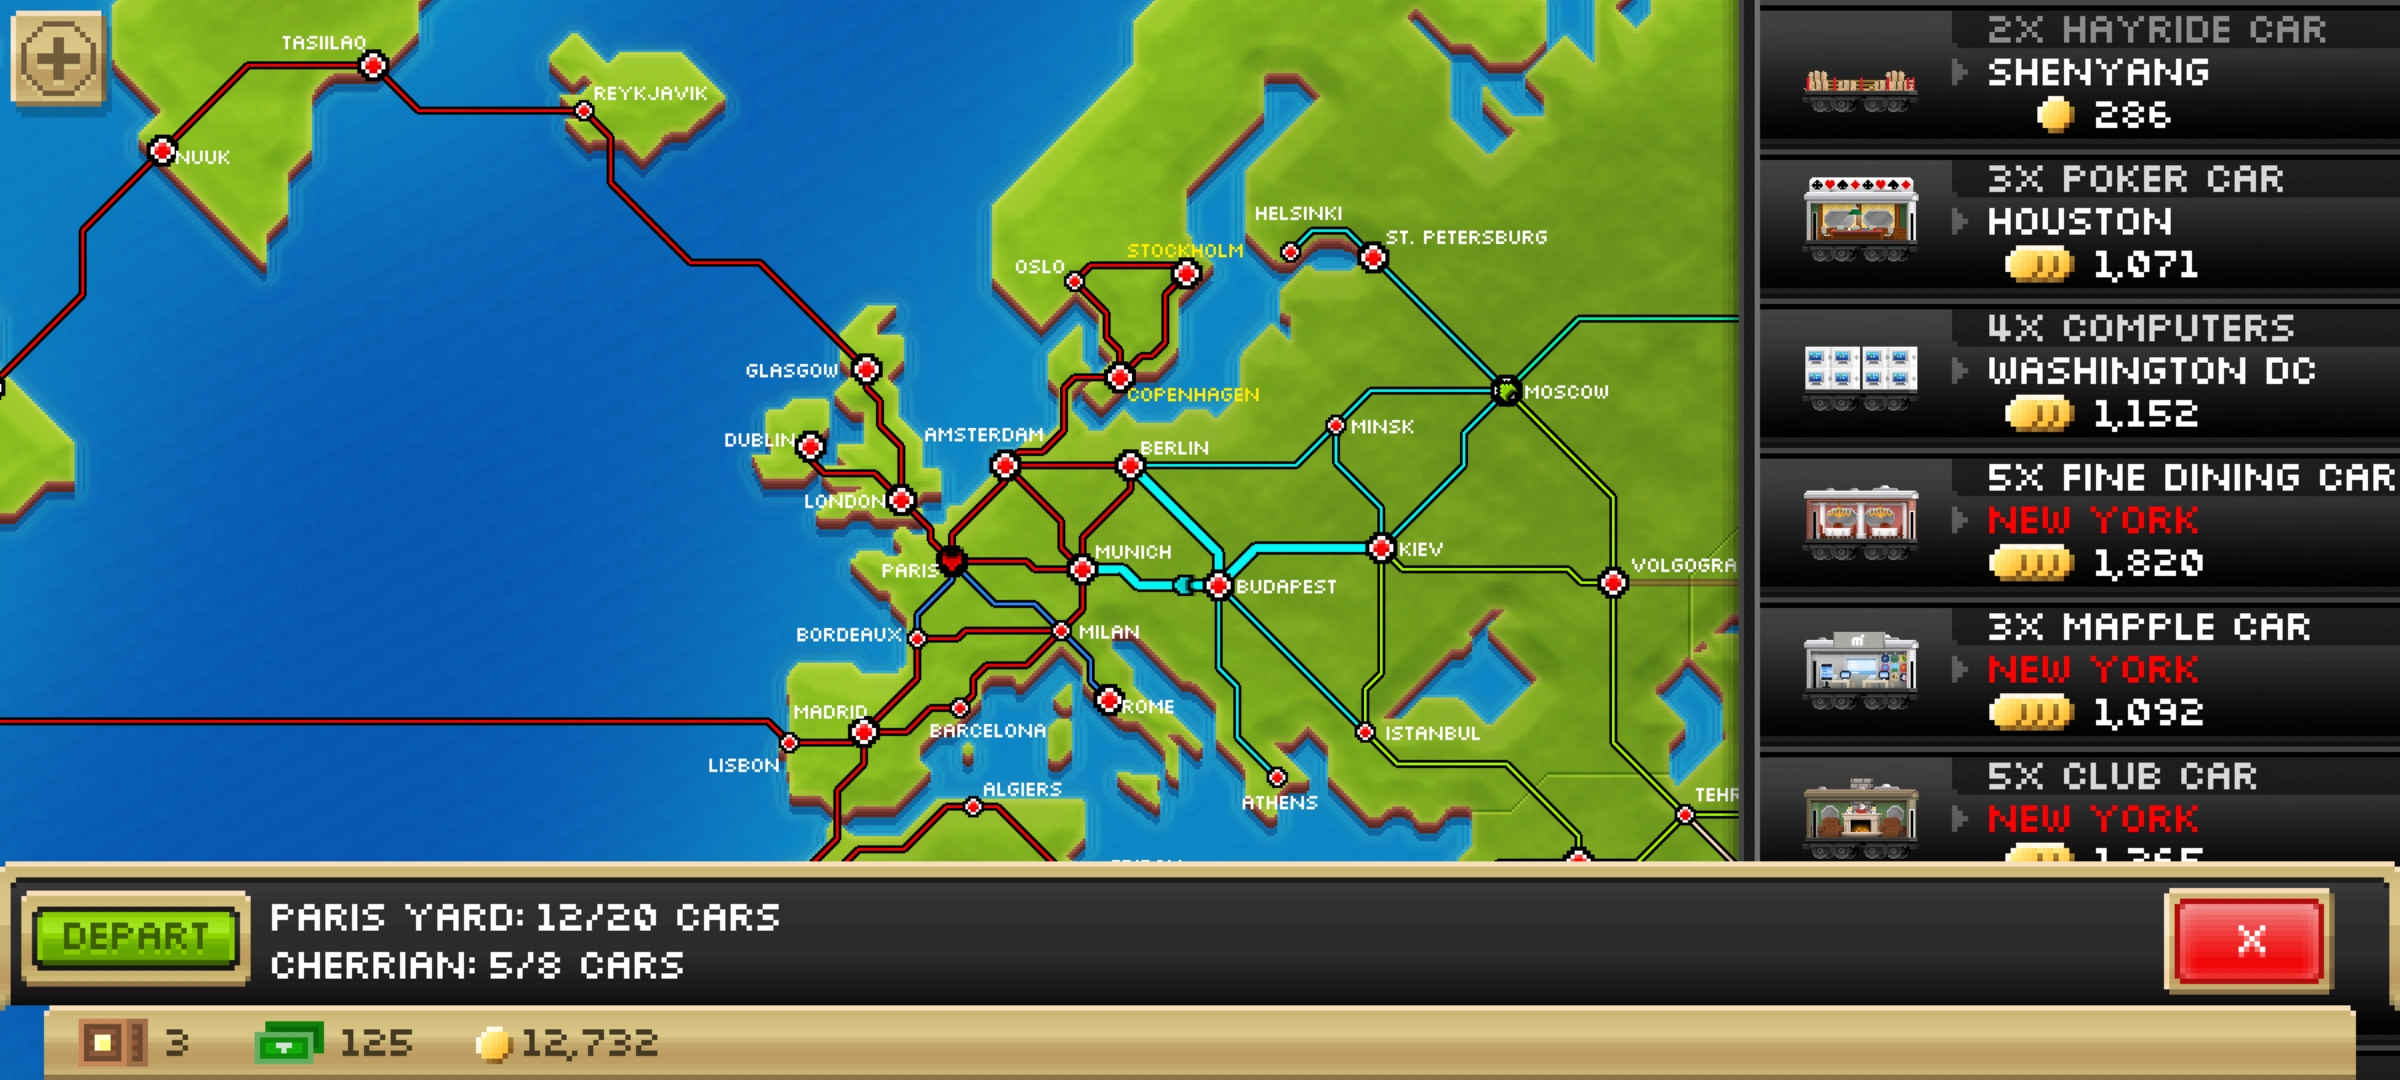 TASIILAQ
REYKJAVIK
NUUK
HELSINKI
ST. PETERSBURG
STOCKHOLM
OSLO
GLASGOW
COPENHAGEN
MOSCOW
MINSK
DUBLIN
AMSTERDAM
BERLIN
LONDON
KIEV
MUNICH
PARIS
VOLGOGRA
BUDAPEST
BORDEAUX
MILAN
MADRID
ROME
BARCELONA
ISTANBUL
LISBON
ALGIERS
ATHENS
TEHR
2X HAYRIDE CAR
SHENYANG
286
3X POKER CAR
HOUSTON
1,071
4X COMPUTERS
WASHINGTON DC
1,152
5X FINE DINING CAR
NEW YORK
1,820
3X MAPPLE CAR
NEW YORK
1,092
5X CLUB CAR
NEW YORK
1,365
DEPART
PARIS YARD: 12/20 CARS
CHERRIAN: 5/8 CARS
X
3
125
12,732